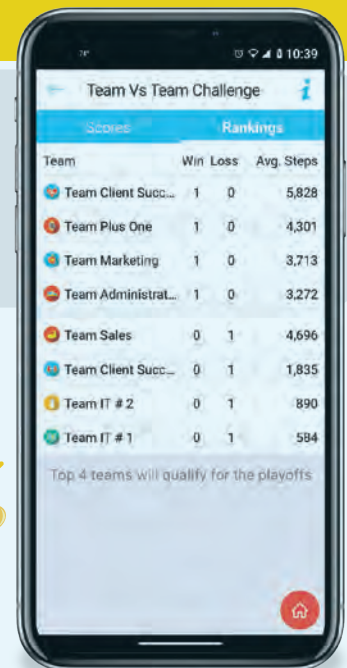 10:39
Team Vs Team Challenge i
Scores Rankings
Team Win Loss Avg. Steps
Team Client Succ... 1 0 5,828
Team Plus One 1 0 4,301
Team Marketing 1 0 3,713
Team Administrat... 1 0 3,272
Team Sales 0 1 4,696
Team Client Succ... 0 1 1,835
Team IT # 2 0 1 890
Team IT # 1 0 1 584
Top 4 teams will qualify for the playoffs